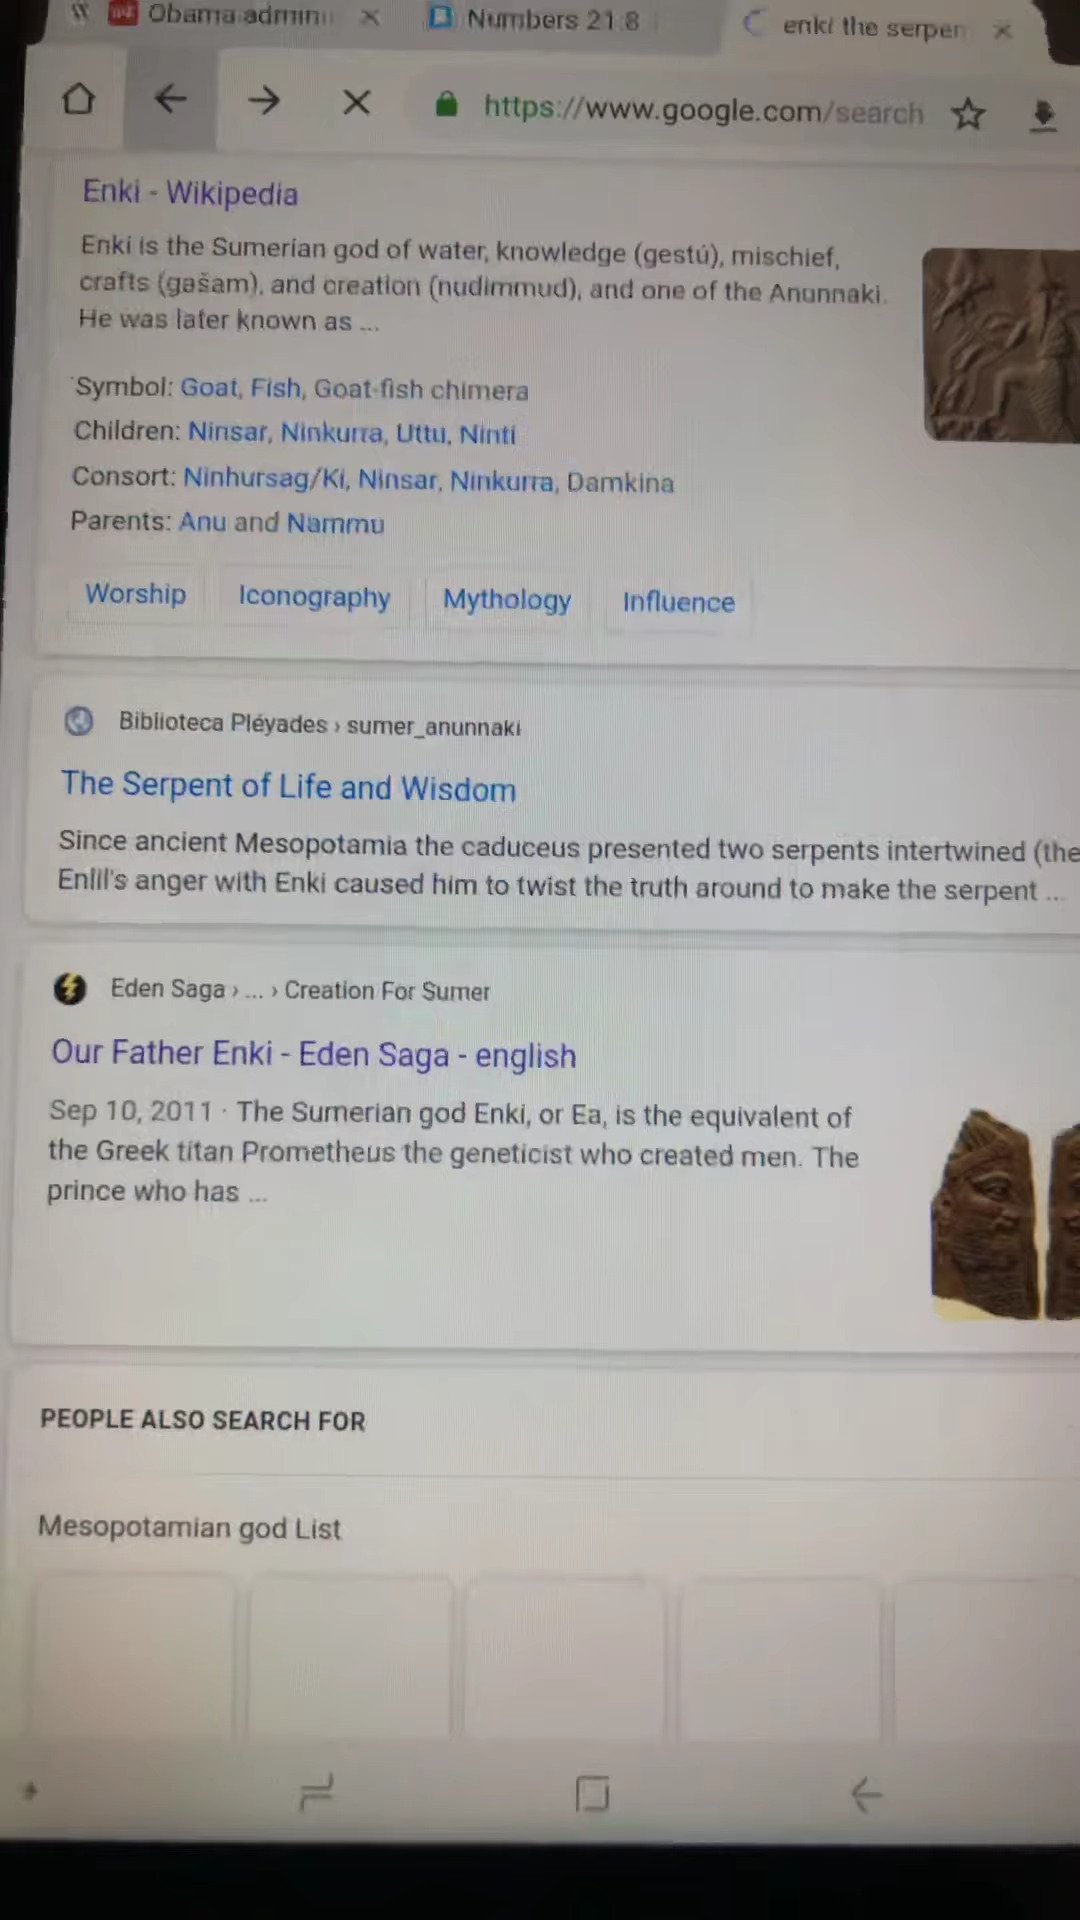 Obama admin
Numbers 21 8
enki the serpen
https://www.google.com/search
Enki - Wikipedia
Enki is the Sumerian god of water, knowledge (gestú), mischief,
crafts (gašam), and creation (nudimmud), and one of the Anunnaki.
He was later known as ...
Symbol: Goat, Fish, Goat-fish chimera
Children: Ninsar, Ninkurra, Uttu, Ninti
Consort: Ninhursag/Ki, Ninsar, Ninkurra, Damkina
Parents: Anu and Nammu
Worship Iconography Mythology Influence
Biblioteca Pléyades › sumer_anunnaki
The Serpent of Life and Wisdom
Since ancient Mesopotamia the caduceus presented two serpents intertwined (the
Enlil's anger with Enki caused him to twist the truth around to make the serpent ...
Eden Saga › ... › Creation For Sumer
Our Father Enki - Eden Saga - english
Sep 10, 2011 · The Sumerian god Enki, or Ea, is the equivalent of
the Greek titan Prometheus the geneticist who created men. The
prince who has ...
PEOPLE ALSO SEARCH FOR
Mesopotamian god List